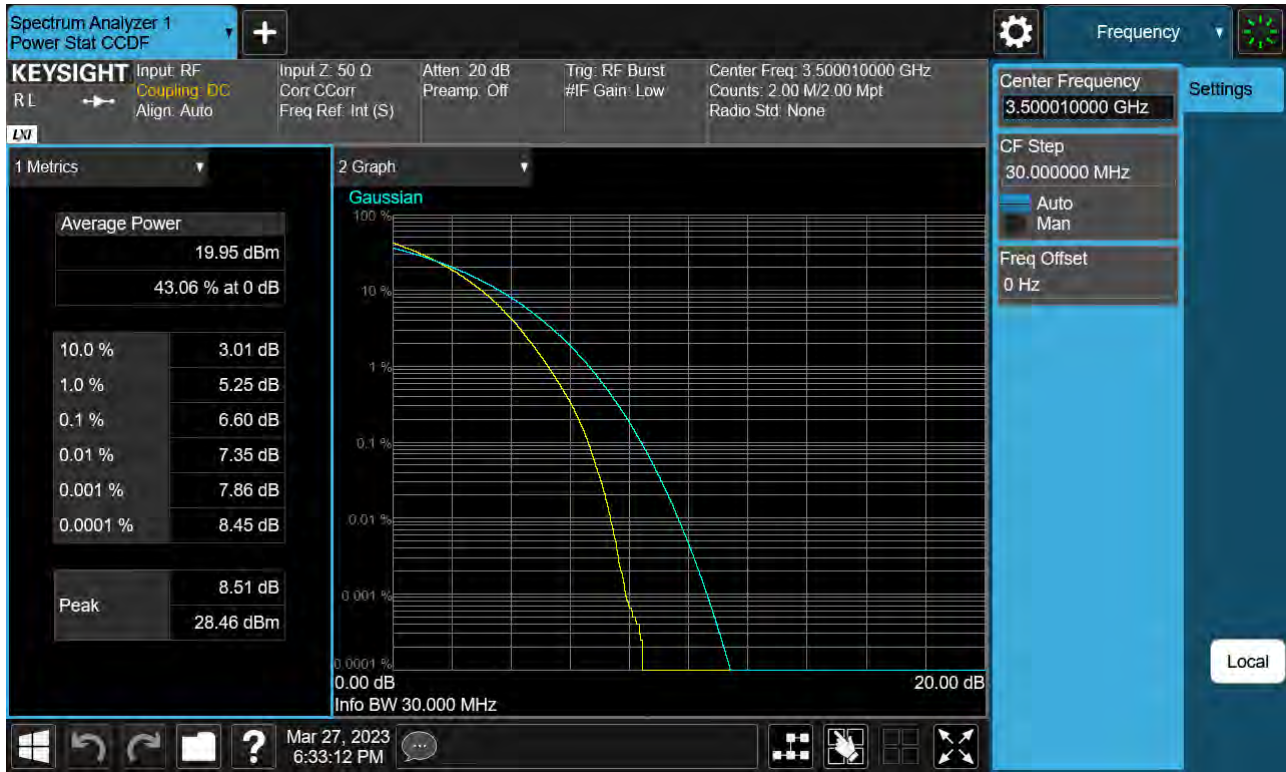 Spectrum Analyzer 1
Power Stat CCDF
Frequency
KEYSIGHT
RL
LXI
Input: RF
Coupling: DC
Align: Auto
Input Z: 50 Ω
Corr CCorr
Freq Ref: Int (S)
Atten: 20 dB
Preamp: Off
Trig: RF Burst
#IF Gain: Low
Center Freq: 3.500010000 GHz
Counts: 2.00 M/2.00 Mpt
Radio Std: None
Center Frequency
3.500010000 GHz
Settings
CF Step
30.000000 MHz
Auto
Man
Freq Offset
0 Hz
1 Metrics
Average Power
19.95 dBm
43.06 % at 0 dB
10.0 % 3.01 dB
1.0 % 5.25 dB
0.1 % 6.60 dB
0.01 % 7.35 dB
0.001 % 7.86 dB
0.0001 % 8.45 dB
Peak
8.51 dB
28.46 dBm
2 Graph
Gaussian
100 %
10 %
1 %
0.1 %
0.01 %
0.001 %
0.0001 %
0.00 dB 20.00 dB
Info BW 30.000 MHz
Local
Mar 27, 2023
6:33:12 PM